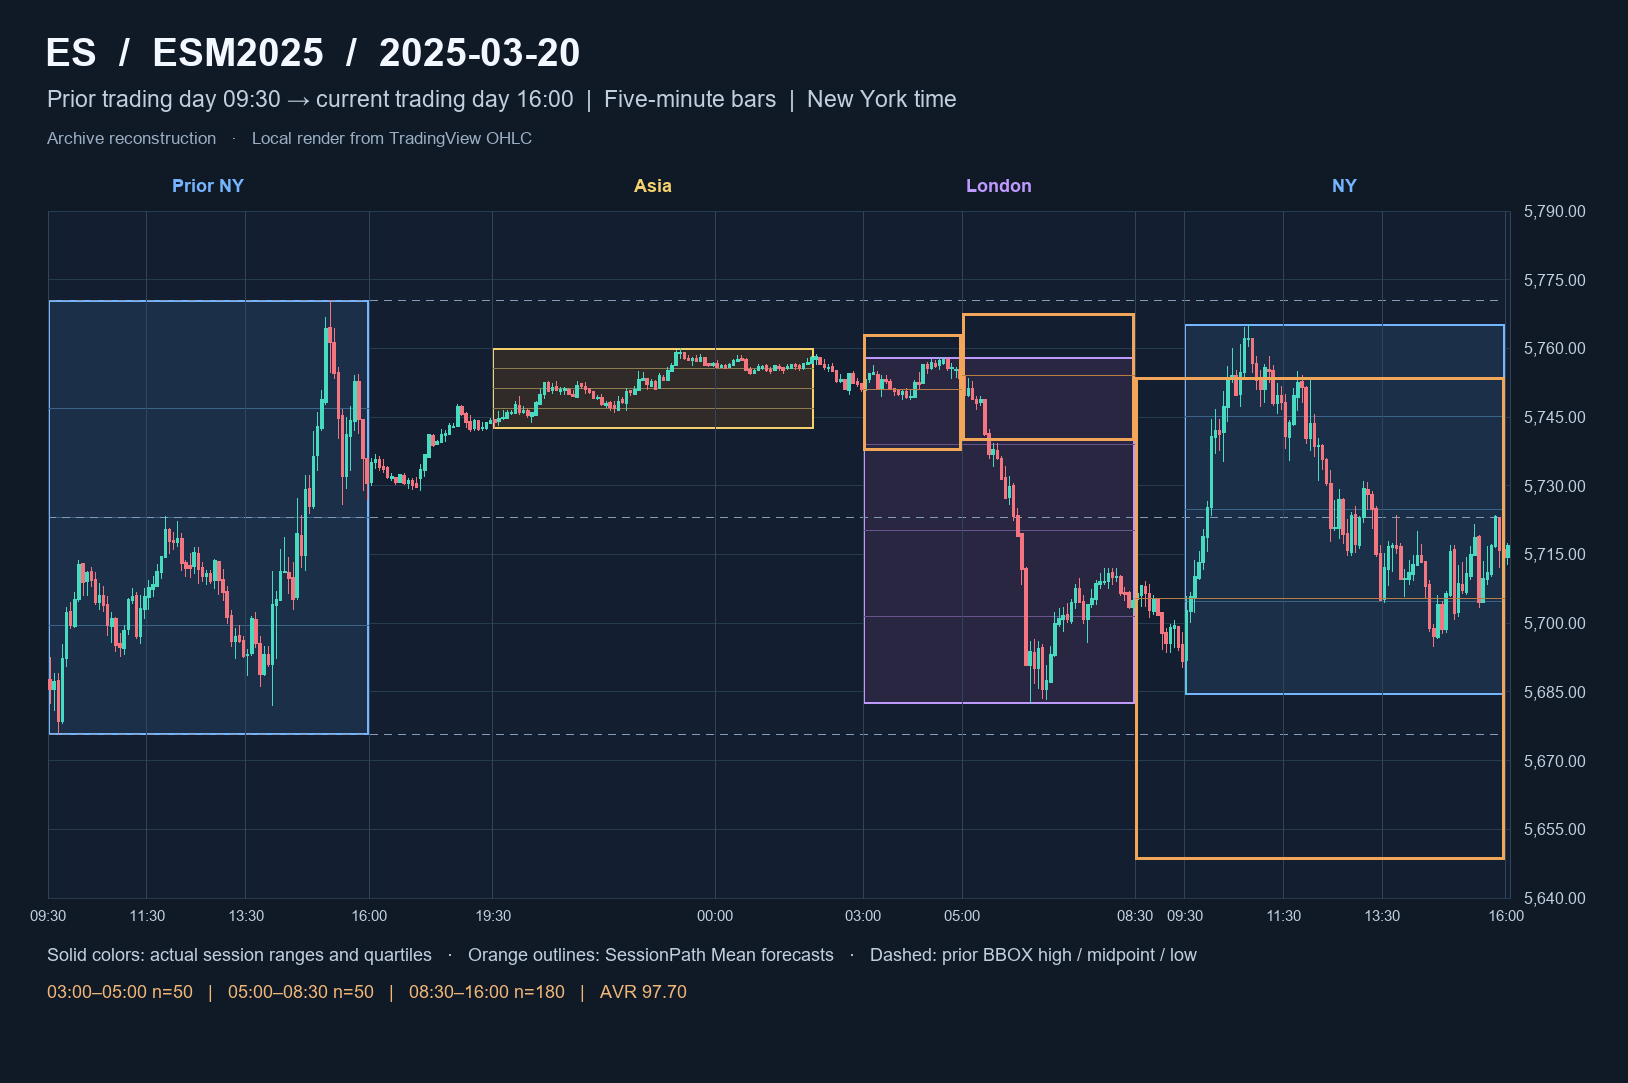 ES / ESM2025 / 2025-03-20
Prior trading day 09:30 → current trading day 16:00 | Five-minute bars | New York time
Archive reconstruction · Local render from TradingView OHLC
Prior NY Asia London NY
5,790.00
5,775.00
5,760.00
5,745.00
5,730.00
5,715.00
5,700.00
5,685.00
5,670.00
5,655.00
5,640.00
09:30 11:30 13:30 16:00 19:30 00:00 03:00 05:00 08:30 09:30 11:30 13:30 16:00
Solid colors: actual session ranges and quartiles · Orange outlines: SessionPath Mean forecasts · Dashed: prior BBOX high / midpoint / low
03:00–05:00 n=50 | 05:00–08:30 n=50 | 08:30–16:00 n=180 | AVR 97.70